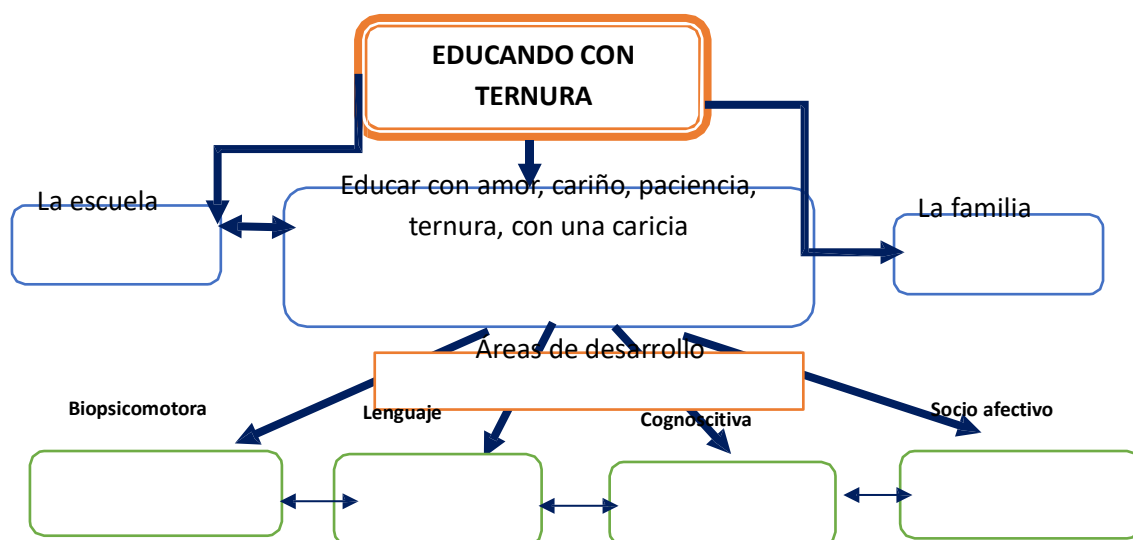 EDUCANDO CON
TERNURA
La escuela
Educar con amor, cariño, paciencia,
ternura, con una caricia
La familia
Areas de desarrollo
Biopsicomotora
Lenguaje
Cognoscitiva
Socio afectivo